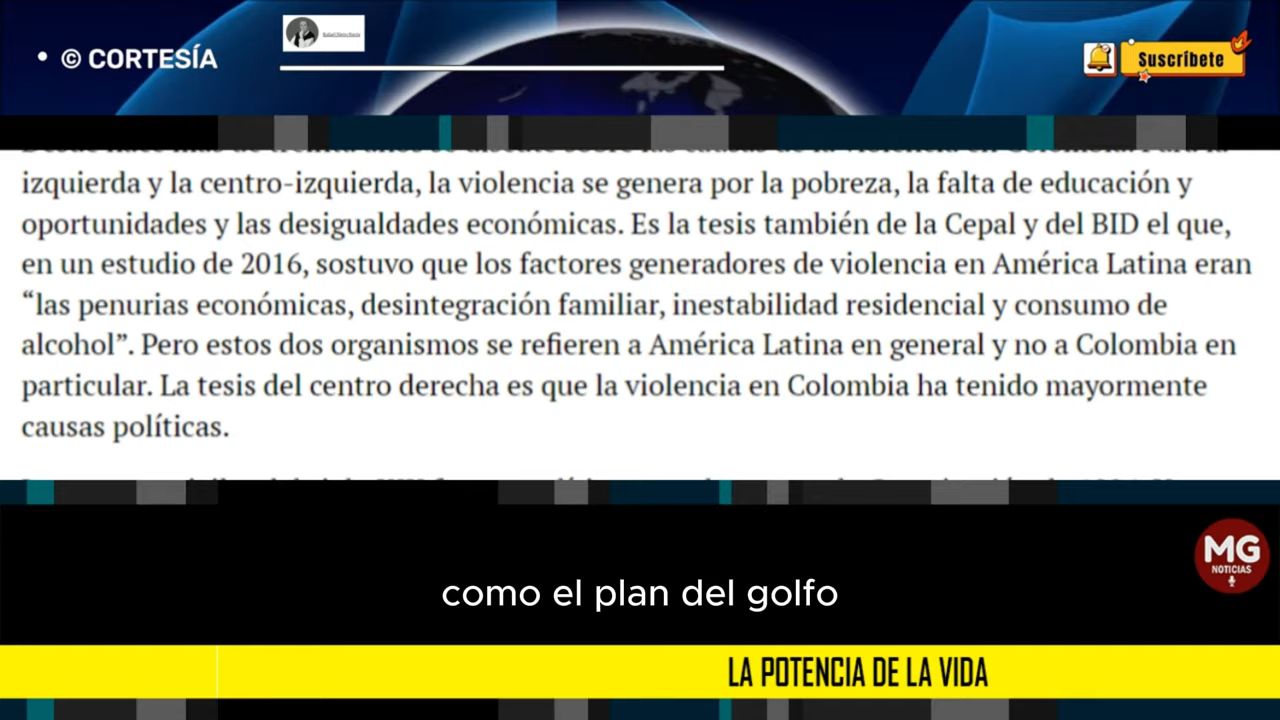 • © CORTESÍA
Suscríbete
izquierda y la centro-izquierda, la violencia se genera por la pobreza, la falta de educación y
oportunidades y las desigualdades económicas. Es la tesis también de la Cepal y del BID el que,
en un estudio de 2016, sostuvo que los factores generadores de violencia en América Latina eran
“las penurias económicas, desintegración familiar, inestabilidad residencial y consumo de
alcohol”. Pero estos dos organismos se refieren a América Latina en general y no a Colombia en
particular. La tesis del centro derecha es que la violencia en Colombia ha tenido mayormente
causas políticas.
MG
NOTICIAS
como el plan del golfo
LA POTENCIA DE LA VIDA